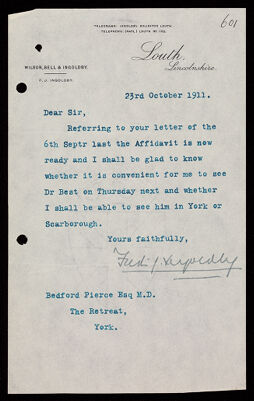 601
TELEGRAMS: INGOLDBY, SOLICITOR LOUTH.
TELEPHONE: (NAT.) LOUTH
Louth,
Lincolnshire.
WILSON, BELL & INGOLDBY.
F. J. INGOLDBY.
23rd October 1911.
Dear Sir,
Referring to your letter of the
6th Septr last the Affidavit is now
ready and I shall be glad to know
whether it is convenient for me to see
Dr Best on Thursday next and whether
I shall be able to see him in York or
Scarborough.
Yours faithfully,
Fredk J. Ingoldby
Bedford Pierce Esq M.D.
The Retreat,
York.